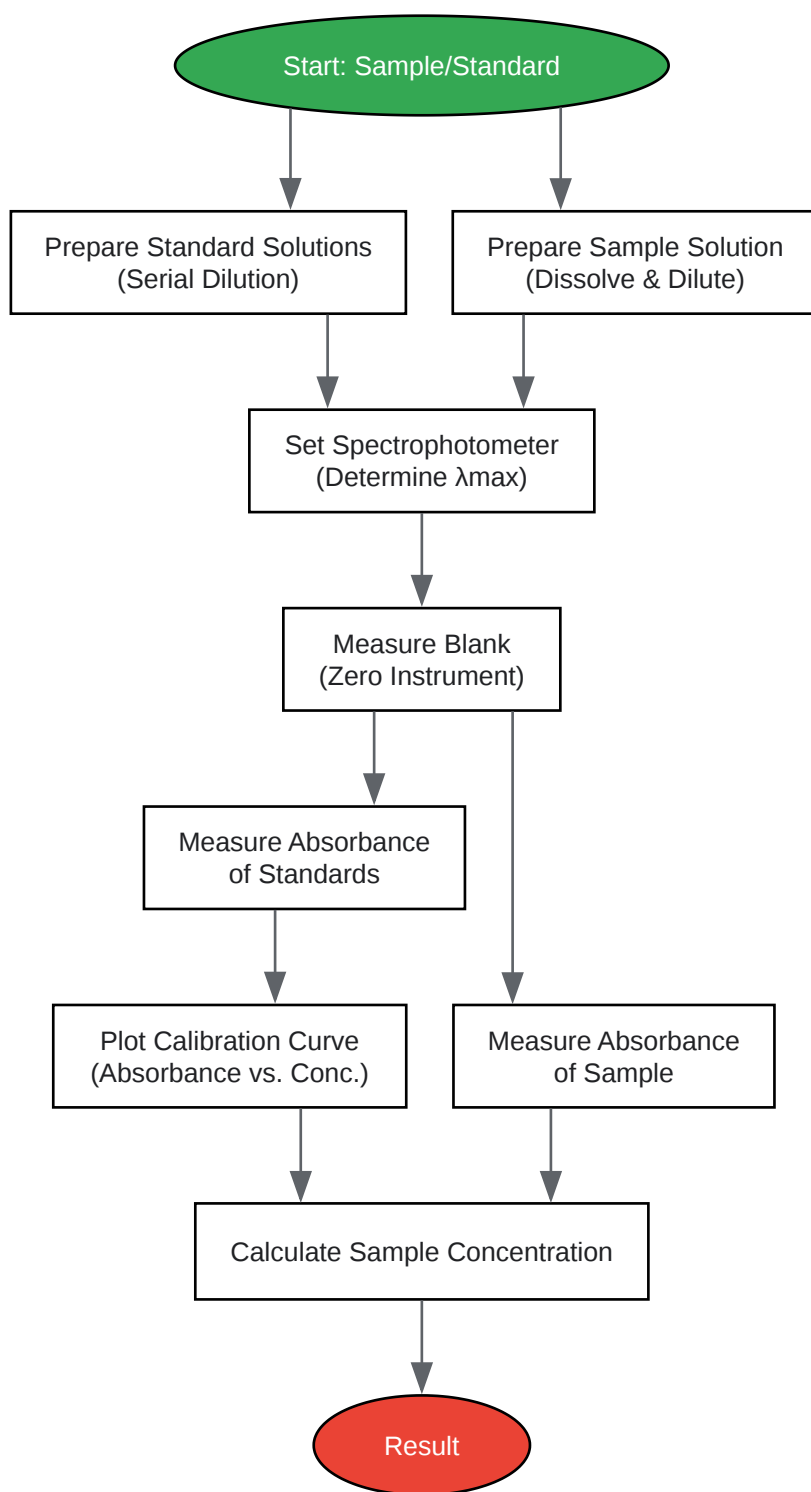 Start: Sample/Standard
Prepare Standard Solutions
(Serial Dilution)
Prepare Sample Solution
(Dissolve & Dilute)
Set Spectrophotometer
(Determine λmax)
Measure Blank
(Zero Instrument)
Measure Absorbance
of Standards
Plot Calibration Curve
(Absorbance vs. Conc.)
Measure Absorbance
of Sample
Calculate Sample Concentration
Result